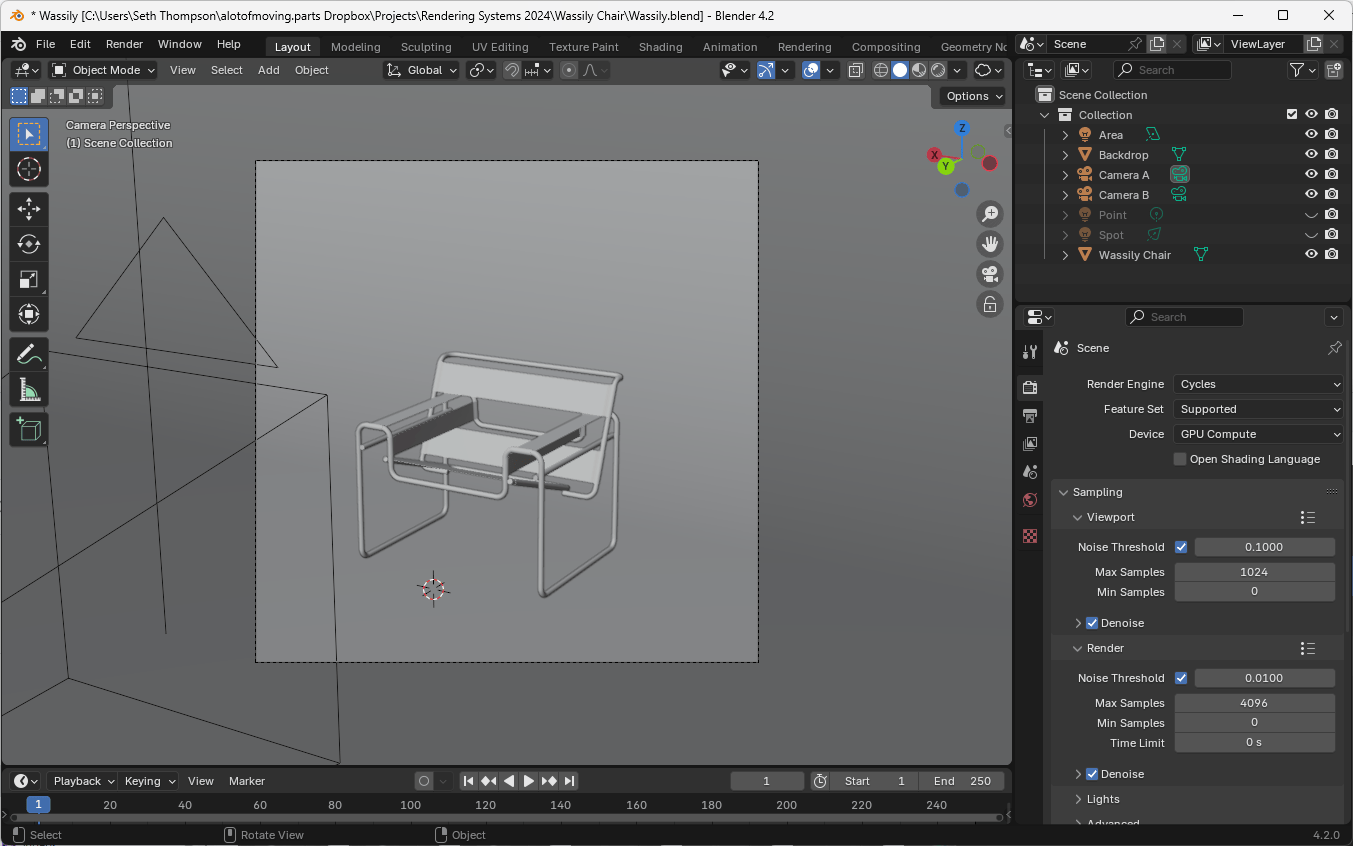 * Wassily [C:\Users\Seth Thompson\alotofmoving.parts Dropbox\Projects\Rendering Systems 2024\Wassily Chair\Wassily.blend] - Blender 4.2
File Edit Render Window Help Layout Modeling Sculpting UV Editing Texture Paint Shading Animation Rendering Compositing Geometry No Scene ViewLayer
Object Mode View Select Add Object Global
Options
Camera Perspective
(1) Scene Collection
Z
X
Y
Search
Scene Collection
Collection
Area
Backdrop
Camera A
Camera B
Point
Spot
Wassily Chair
Search
Scene
Render Engine Cycles
Feature Set Supported
Device GPU Compute
Open Shading Language
Sampling
Viewport
Noise Threshold 0.1000
Max Samples 1024
Min Samples 0
Denoise
Render
Noise Threshold 0.0100
Max Samples 4096
Min Samples 0
Time Limit 0 s
Denoise
Lights
Advanced
Playback Keying View Marker 1 Start 1 End 250
1 20 40 60 80 100 120 140 160 180 200 220 240
Select Rotate View Object 4.2.0